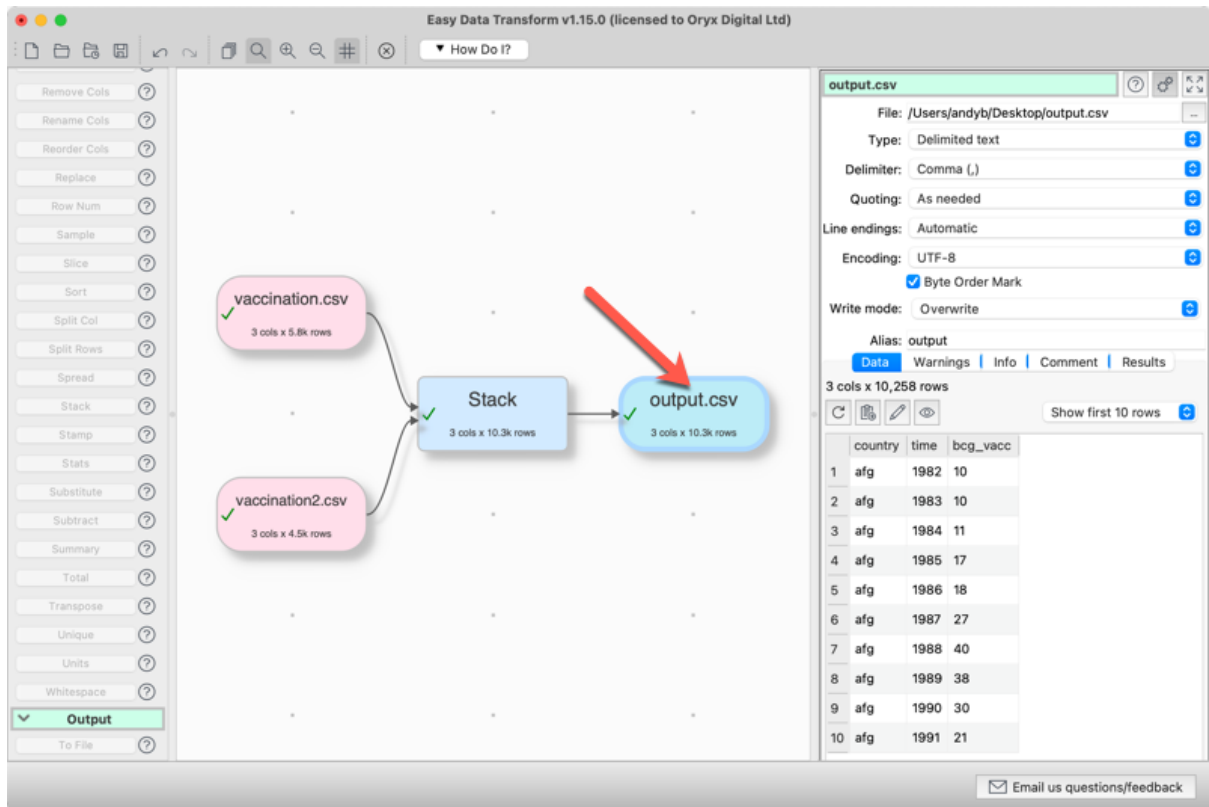 Easy Data Transform v1.15.0 (licensed to Oryx Digital Ltd)
How Do I?
Remove Cols
Rename Cols
Reorder Cols
Replace
Row Num
Sample
Slice
Sort
Split Col
Split Rows
Spread
Stack
Stamp
Stats
Substitute
Subtract
Summary
Total
Transpose
Unique
Units
Whitespace
Output
To File
vaccination.csv
3 cols x 5.8k rows
vaccination2.csv
3 cols x 4.5k rows
Stack
3 cols x 10.3k rows
output.csv
3 cols x 10.3k rows
output.csv
File: /Users/andyb/Desktop/output.csv ...
Type: Delimited text
Delimiter: Comma (,)
Quoting: As needed
Line endings: Automatic
Encoding: UTF-8
Byte Order Mark
Write mode: Overwrite
Alias: output
Data Warnings Info Comment Results
3 cols x 10,258 rows
Show first 10 rows
country time bcg_vacc
1 afg 1982 10
2 afg 1983 10
3 afg 1984 11
4 afg 1985 17
5 afg 1986 18
6 afg 1987 27
7 afg 1988 40
8 afg 1989 38
9 afg 1990 30
10 afg 1991 21
Email us questions/feedback